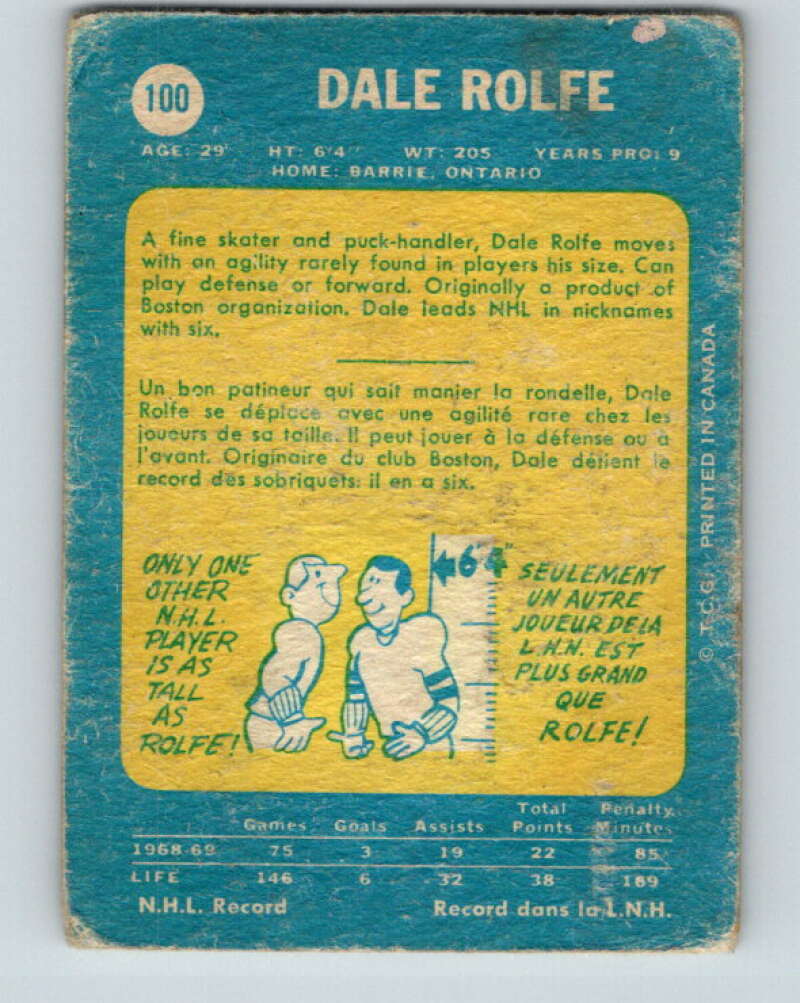 100
DALE ROLFE
AGE: 29 HT: 6'4" WT: 205 YEARS PRO: 9
HOME: BARRIE, ONTARIO
A fine skater and puck-handler, Dale Rolfe moves
with an agility rarely found in players his size. Can
play defense or forward. Originally a product of
Boston organization. Dale leads NHL in nicknames
with six.
Un bon patineur qui sait manier la rondelle, Dale
Rolfe se déplace avec une agilité rare chez les
joueurs de sa taille. Il peut jouer à la défense ou à
l'avant. Originaire du club Boston, Dale détient le
record des sobriquets: il en a six.
ONLY ONE
OTHER
N.H.L.
PLAYER
IS AS
TALL
AS
ROLFE!
6'4"
SEULEMENT
UN AUTRE
JOUEUR DE LA
L.N.N. EST
PLUS GRAND
QUE
ROLFE!
© T.C.G. PRINTED IN CANADA
Games Goals Assists Total Points Penalty Minutes
1968-69 75 3 19 22 85
LIFE 146 6 32 38 169
N.H.L. Record Record dans la L.N.H.